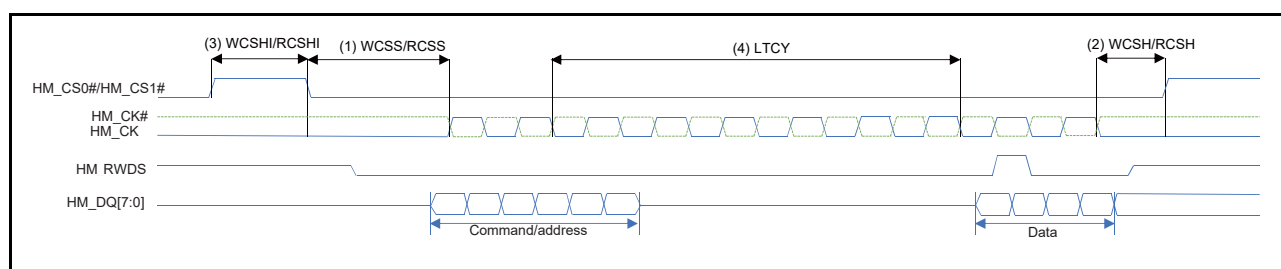 (3) WCSHI/RCSHI
(1) WCSS/RCSS
(4) LTCY
(2) WCSH/RCSH
HM_CS0#/HM_CS1#
HM_CK#
HM_CK
HM RWDS
HM_DQ[7:0]
Command/address
Data